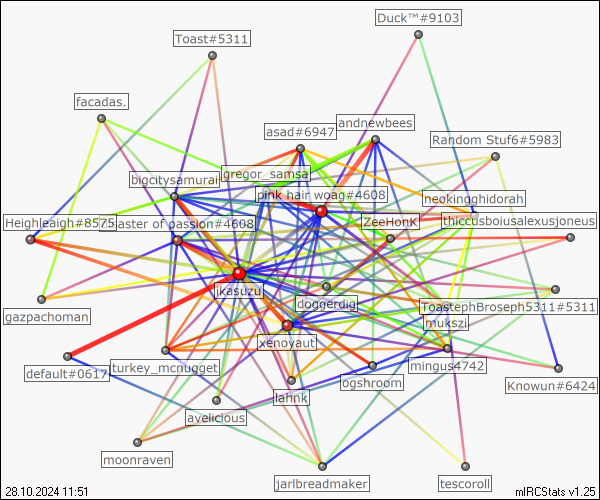 Duck™#9103
Toast#5311
facadas.
andnewbees
asad#6947
Random Stuf6#5983
gregor_samsa
bigcitysamurai
pink hair woag#4608
neokingghidorah
Heighleaigh#8575
aster of passion#4608
ZeeHonK
thiccusboiusalexusjoneus
jikasuzu
doggerdig
ToastephBroseph5311#5311
gazpachoman
mukszi
xenoyaut
turkey_mcnugget
mingus4742
default#0617
ogshroom
Knowun#6424
lahnk
avelicious
moonraven
jarlbreadmaker
tescoroll
28.10.2024 11:51
mIRCStats v1.25